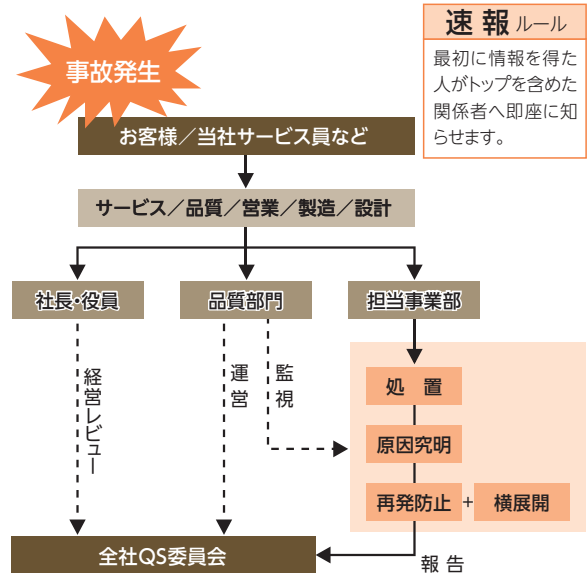 速報 ルール
最初に情報を得た
人がトップを含めた
関係者へ即座に知
らせます。
事故発生
お客様／当社サービス員など
サービス／品質／営業／製造／設計
社長・役員
品質部門
担当事業部
経営レビュー
運営
監視
処 置
原因究明
再発防止 + 横展開
全社QS委員会
報告